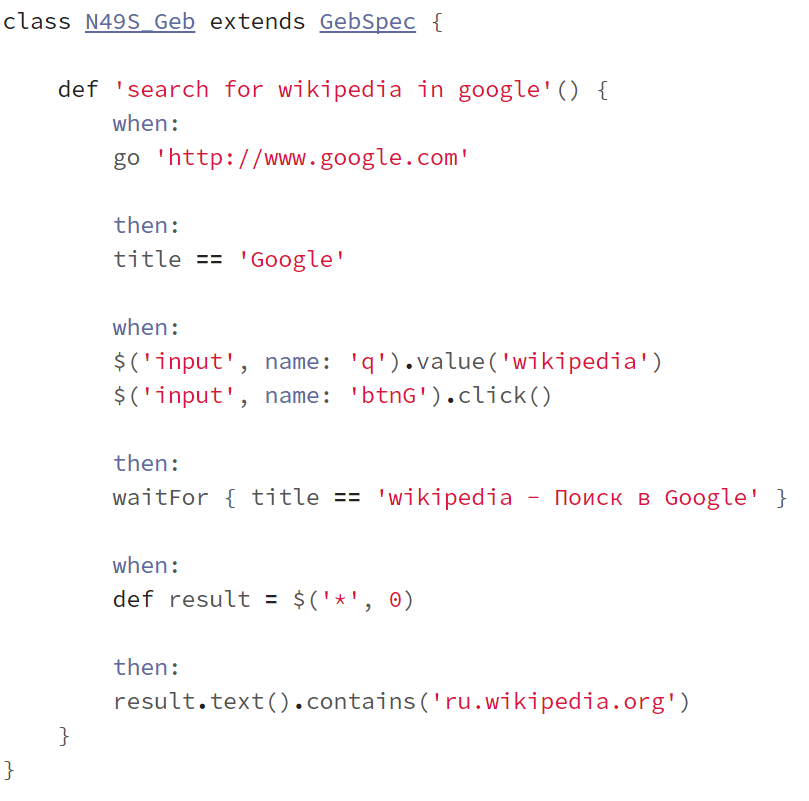 class N49S_Geb extends GebSpec {
def 'search for wikipedia in google'() {
when:
go 'http://www.google.com'
then:
title == 'Google'
when:
$('input', name: 'q').value('wikipedia')
$('input', name: 'btnG').click()
then:
waitFor { title == 'wikipedia - Поиск в Google' }
when:
def result = $('*', 0)
then:
result.text().contains('ru.wikipedia.org')
}
}